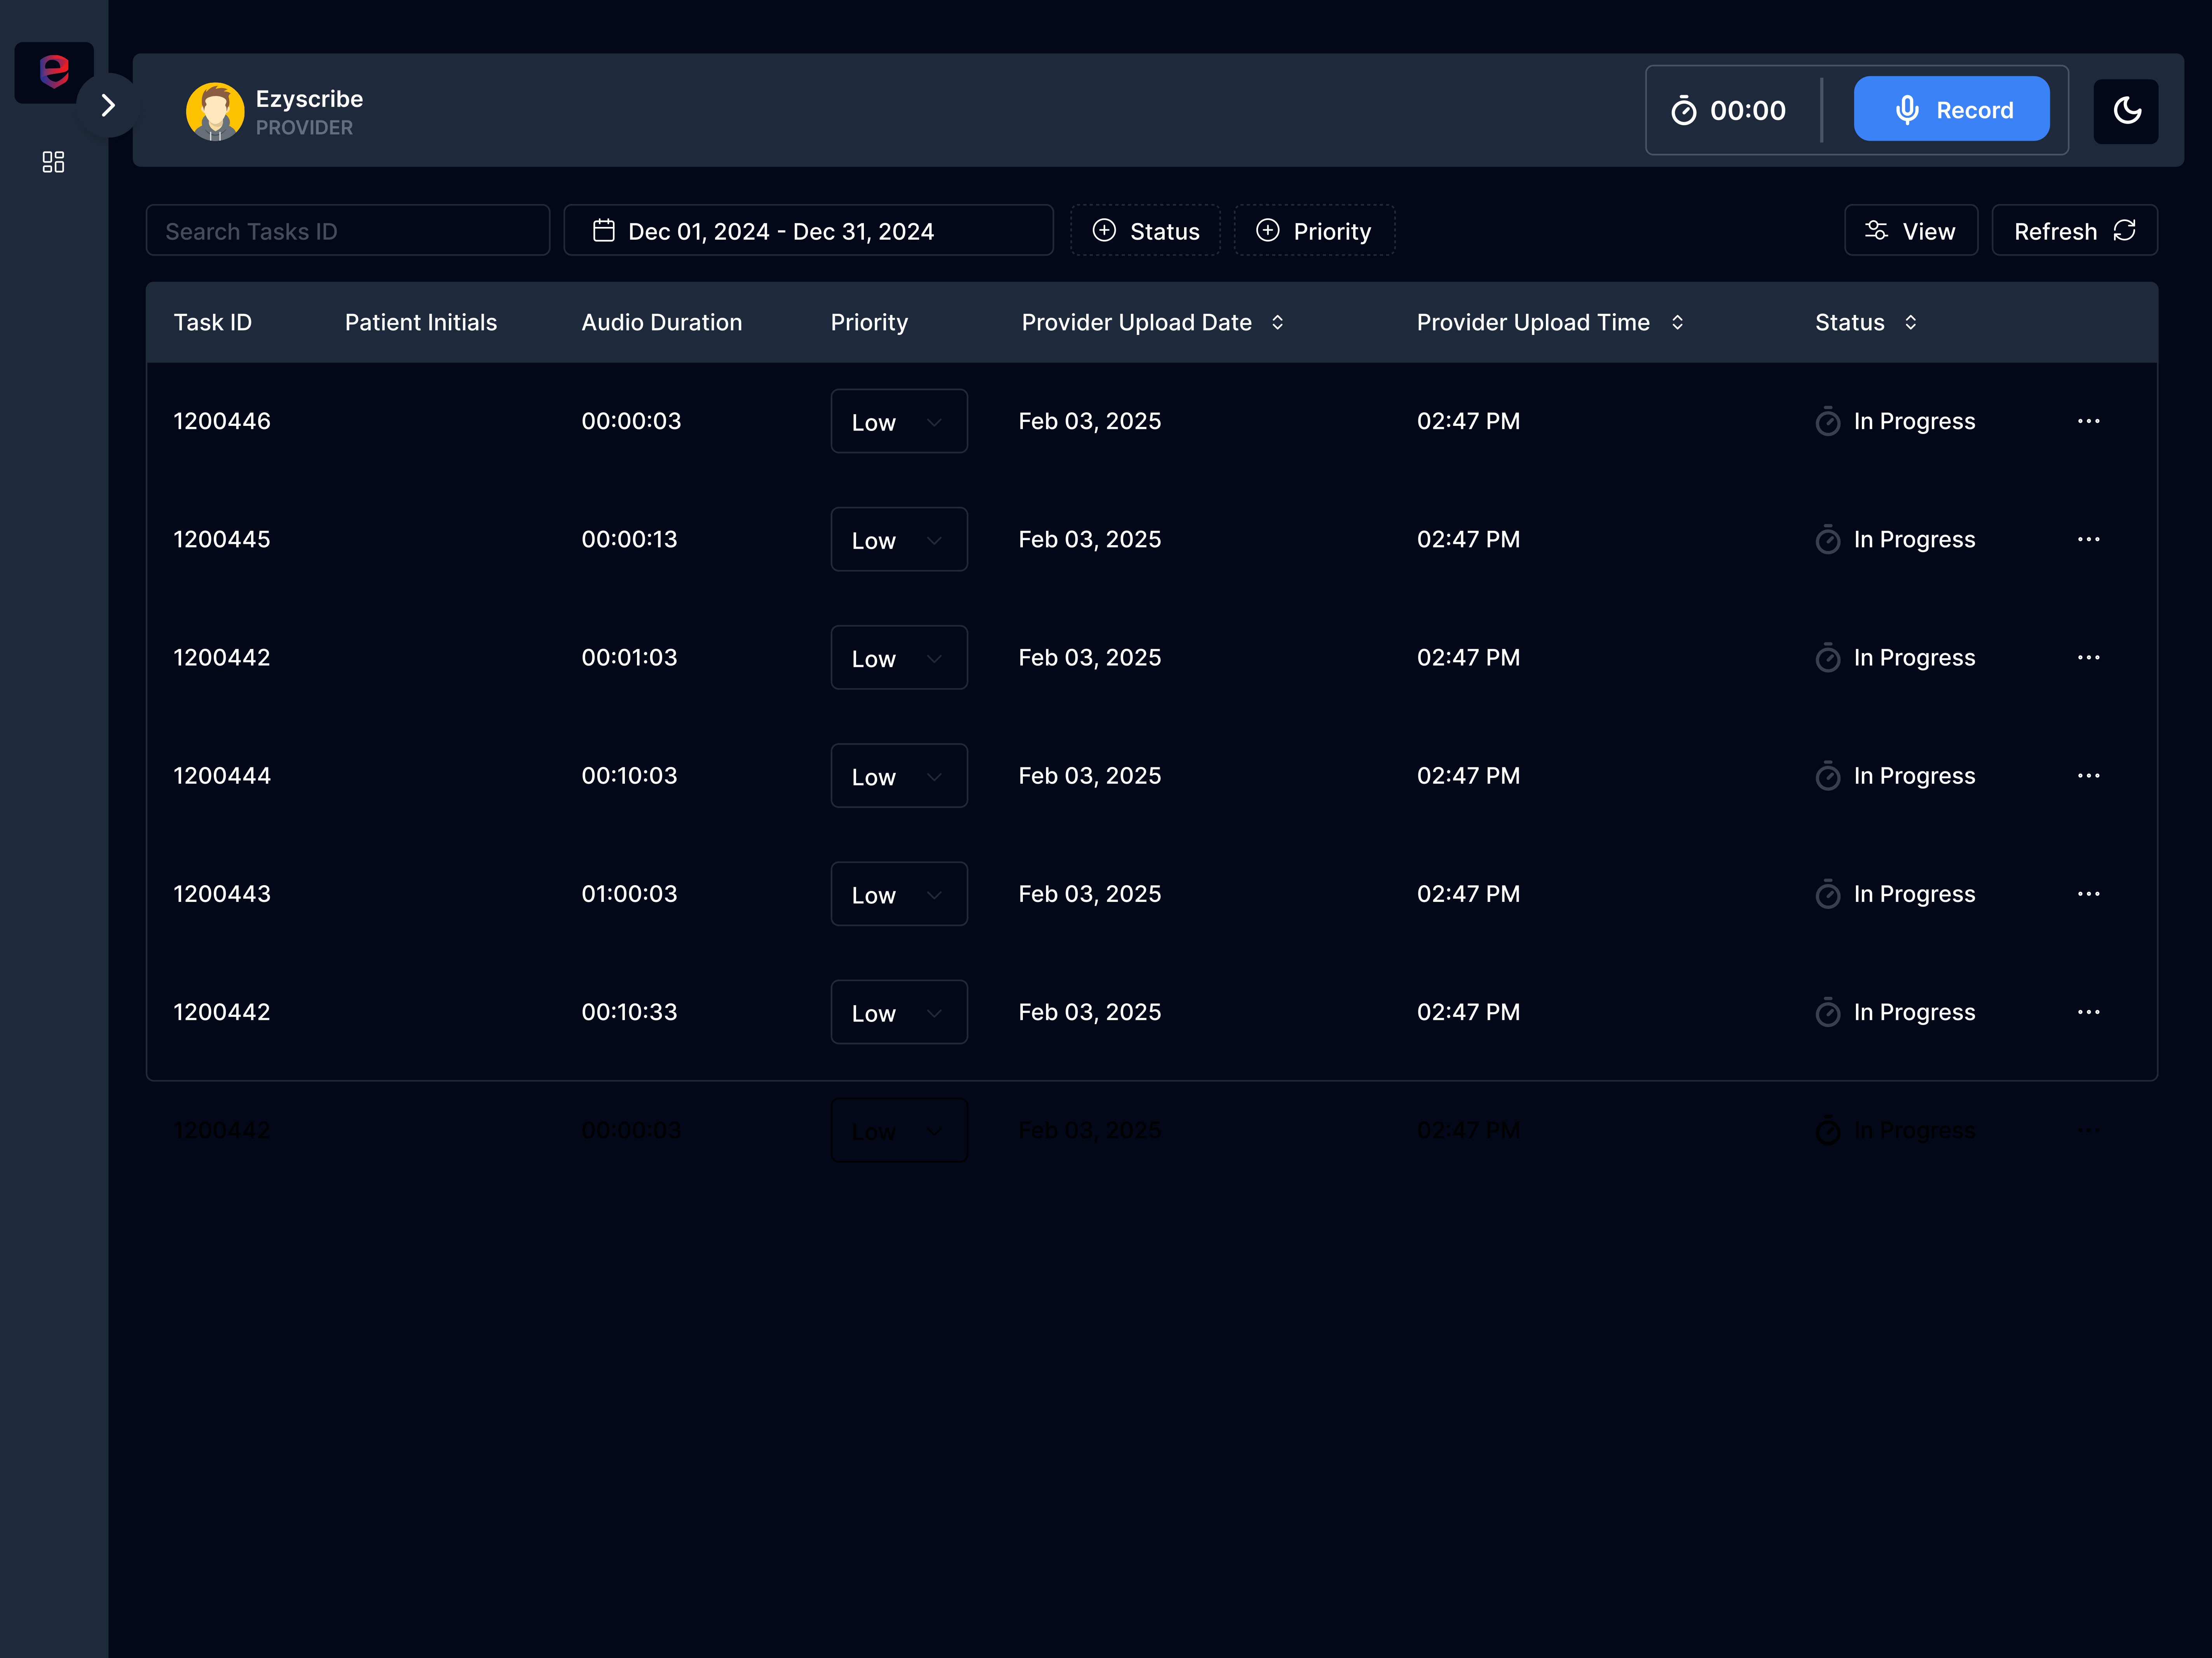 Ezyscribe
PROVIDER
00:00
Record
Search Tasks ID
Dec 01, 2024 - Dec 31, 2024
Status
Priority
View
Refresh
Task ID Patient Initials Audio Duration Priority Provider Upload Date Provider Upload Time Status
1200446 00:00:03 Low Feb 03, 2025 02:47 PM In Progress
1200445 00:00:13 Low Feb 03, 2025 02:47 PM In Progress
1200442 00:01:03 Low Feb 03, 2025 02:47 PM In Progress
1200444 00:10:03 Low Feb 03, 2025 02:47 PM In Progress
1200443 01:00:03 Low Feb 03, 2025 02:47 PM In Progress
1200442 00:10:33 Low Feb 03, 2025 02:47 PM In Progress
1200442 00:00:03 Low Feb 03, 2025 02:47 PM In Progress